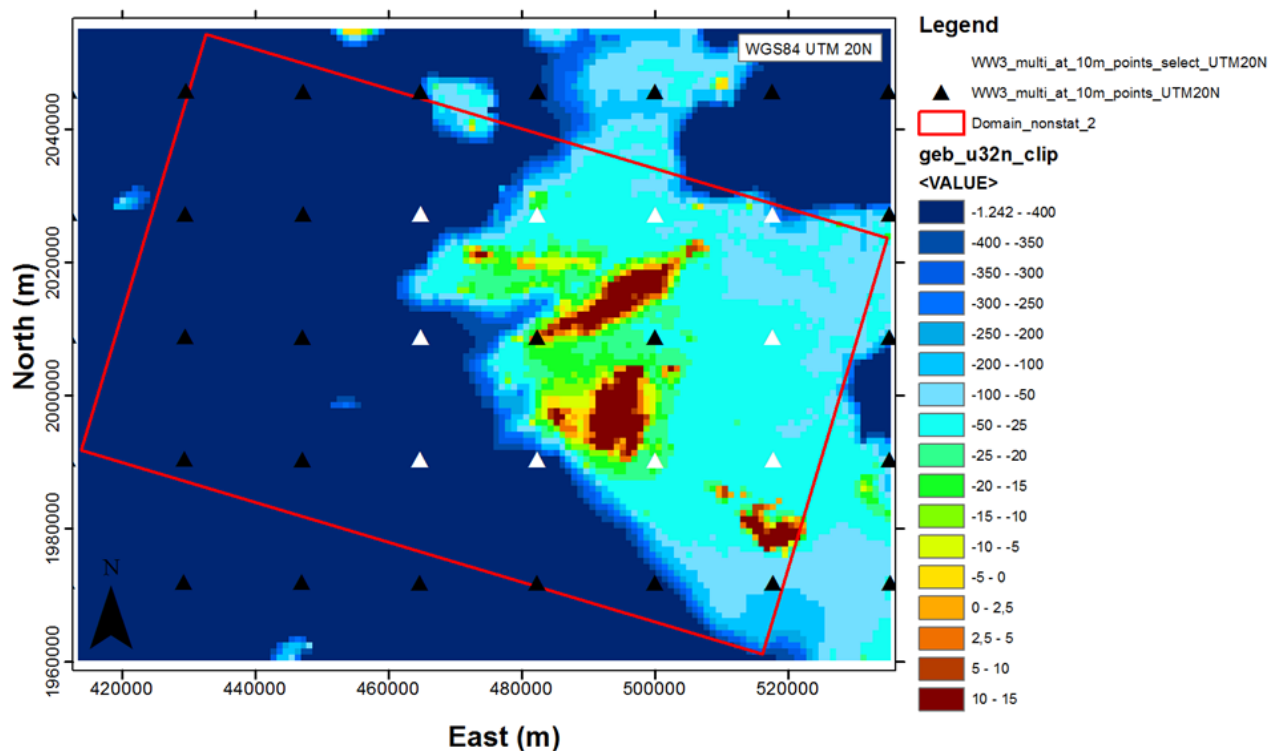 WGS84 UTM 20N
North (m)
2040000
2020000
2000000
1980000
1960000
N
420000
440000
460000
480000
500000
520000
East (m)
Legend
WW3_multi_at_10m_points_select_UTM20N
WW3_multi_at_10m_points_UTM20N
Domain_nonstat_2
geb_u32n_clip
<VALUE>
-1.242 - -400
-400 - -350
-350 - -300
-300 - -250
-250 - -200
-200 - -100
-100 - -50
-50 - -25
-25 - -20
-20 - -15
-15 - -10
-10 - -5
-5 - 0
0 - 2,5
2,5 - 5
5 - 10
10 - 15